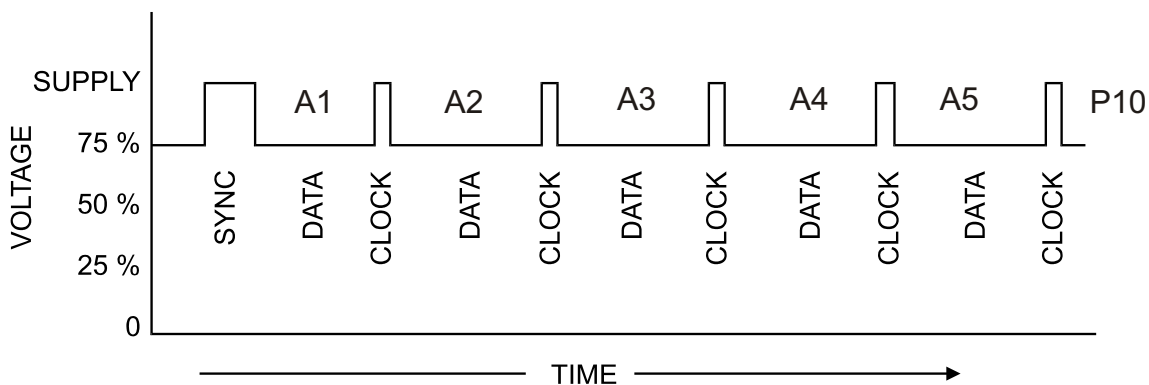 SUPPLY
A1 A2 A3 A4 A5 P10
75 %
50 %
25 %
0
VOLTAGE
SYNC DATA CLOCK DATA CLOCK DATA CLOCK DATA CLOCK DATA CLOCK
TIME